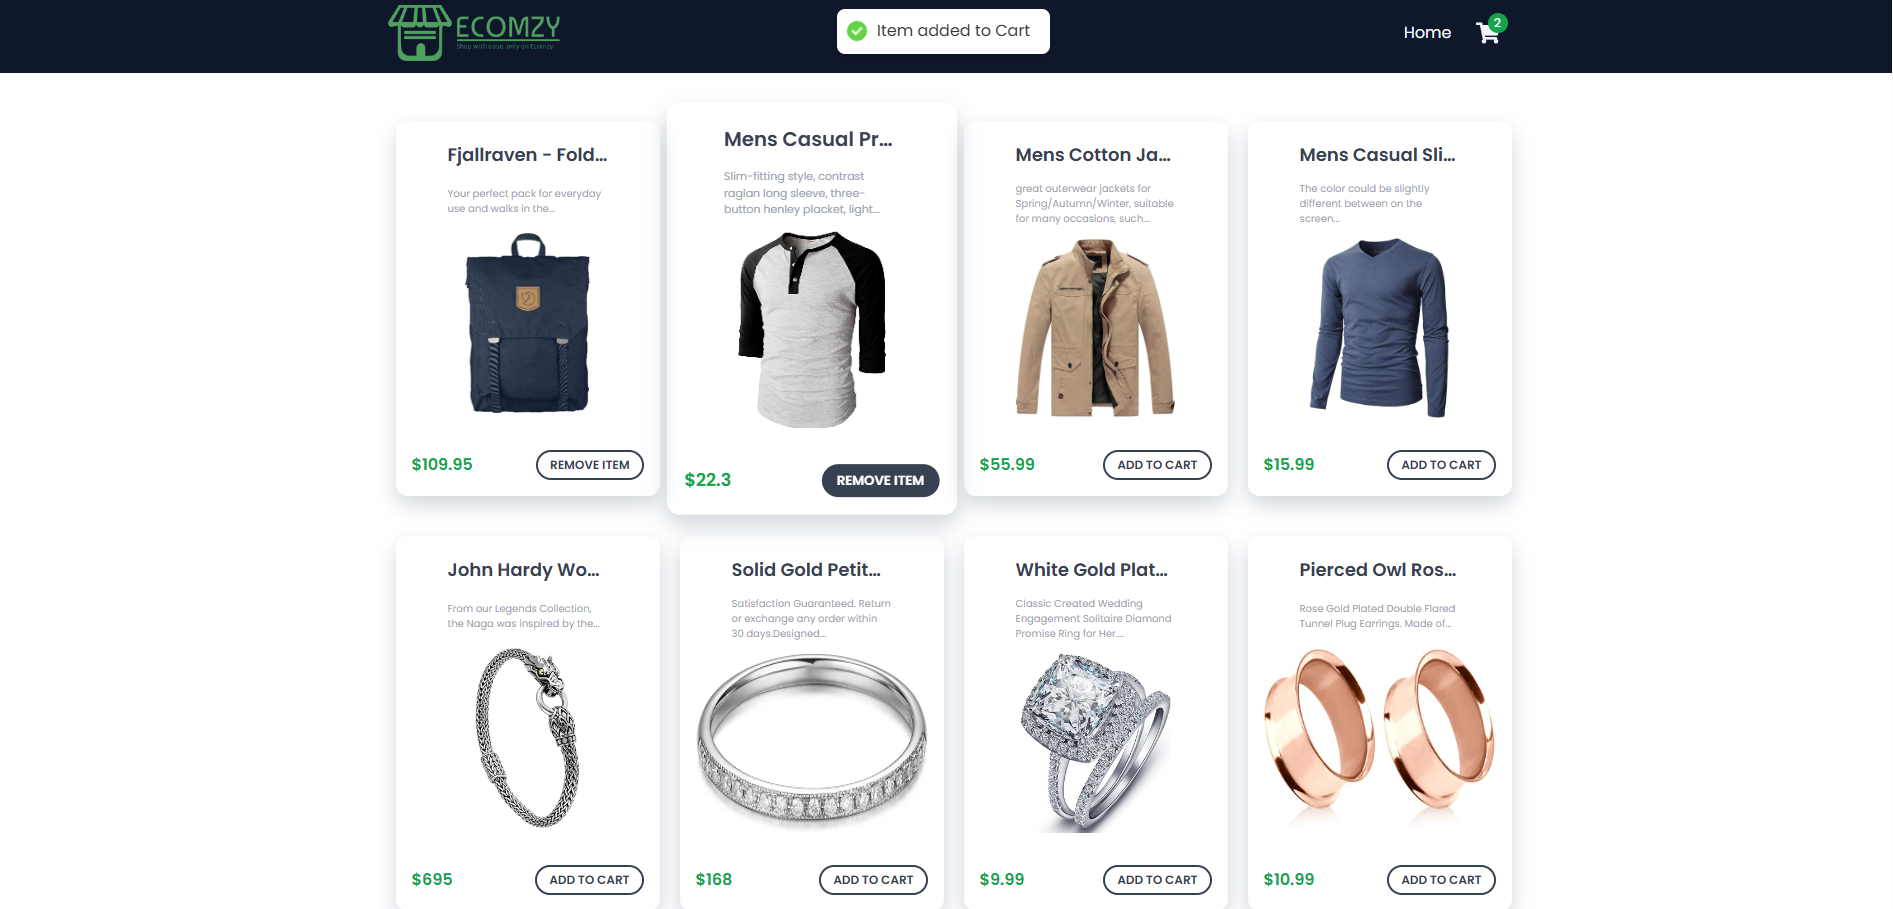 ECOMZY
Shop with ease, only on Ecomzy.
Item added to Cart
Home
2
Fjallraven - Fold...
Your perfect pack for everyday
use and walks in the...
$109.95
REMOVE ITEM
Mens Casual Pr...
Slim-fitting style, contrast
raglan long sleeve, three-
button henley placket, light...
$22.3
REMOVE ITEM
Mens Cotton Ja...
great outerwear jackets for
Spring/Autumn/Winter, suitable
for many occasions, such...
$55.99
ADD TO CART
Mens Casual Sli...
The color could be slightly
different between on the
screen...
$15.99
ADD TO CART
John Hardy Wo...
From our Legends Collection,
the Naga was inspired by the...
$695
ADD TO CART
Solid Gold Petit...
Satisfaction Guaranteed. Return
or exchange any order within
30 days.Designed...
$168
ADD TO CART
White Gold Plat...
Classic Created Wedding
Engagement Solitaire Diamond
Promise Ring for Her....
$9.99
ADD TO CART
Pierced Owl Ros...
Rose Gold Plated Double Flared
Tunnel Plug Earrings. Made of...
$10.99
ADD TO CART